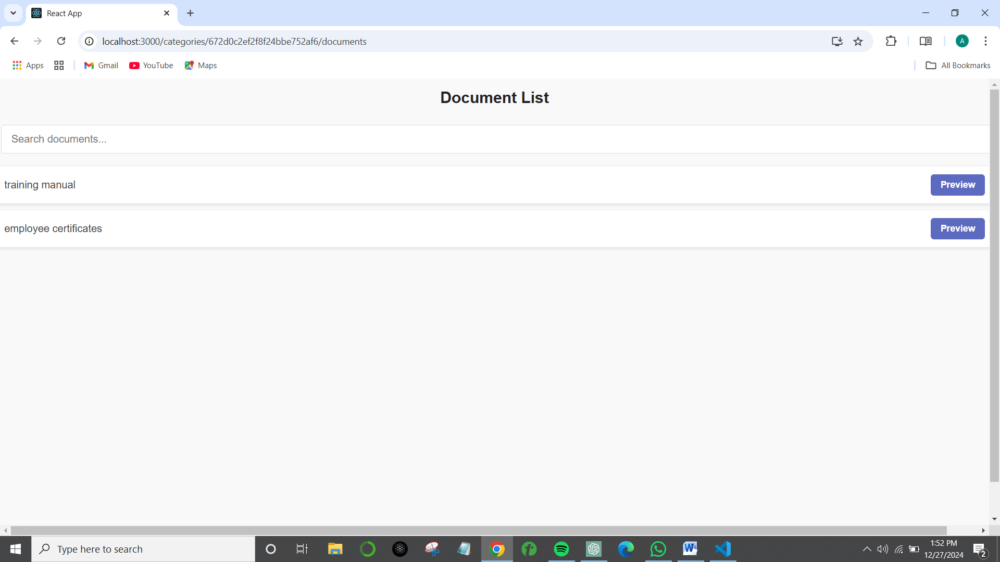 React App
localhost:3000/categories/672d0c2ef2f8f24bbe752af6/documents
A
Apps
Gmail
YouTube
Maps
All Bookmarks
Document List
Search documents...
training manual
Preview
employee certificates
Preview
Type here to search
1:52 PM
12/27/2024
2